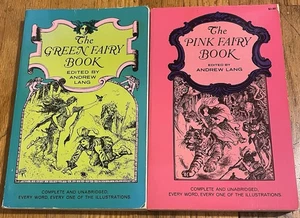 The
GREEN FAIRY
BOOK
EDITED BY
ANDREW
LANG
COMPLETE AND UNABRIDGED;
EVERY WORD, EVERY ONE OF THE ILLUSTRATIONS
The
PINK FAIRY
BOOK
EDITED BY
ANDREW LANG
COMPLETE AND UNABRIDGED;
EVERY WORD, EVERY ONE OF THE ILLUSTRATIONS